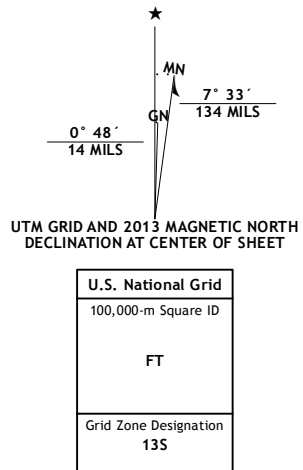 ★
MN
7° 33´
134 MILS
GN
0° 48´
14 MILS
UTM GRID AND 2013 MAGNETIC NORTH
DECLINATION AT CENTER OF SHEET
U.S. National Grid
100,000-m Square ID
FT
Grid Zone Designation
13S